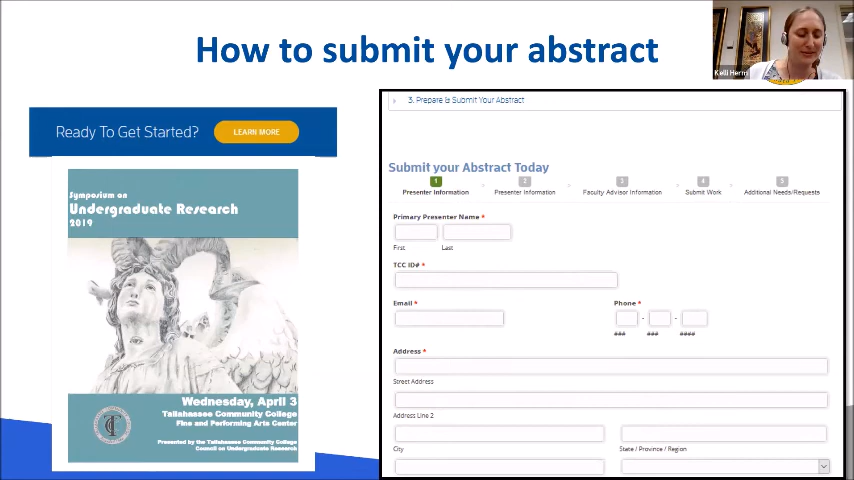 How to submit your abstract
Kelli Herm
Ready To Get Started?
LEARN MORE
Symposium on
Undergraduate Research
2019
Wednesday, April 3
Tallahassee Community College
Fine and Performing Arts Center
Presented by the Tallahassee Community College
Council on Undergraduate Research
3. Prepare & Submit Your Abstract
Submit your Abstract Today
1 2 3 4 5
Presenter Information Presenter Information Faculty Advisor Information Submit Work Additional Needs/Requests
Primary Presenter Name *
First Last
TCC ID# *
Email * Phone *
- -
### ### ####
Address *
Street Address
Address Line 2
City State / Province / Region